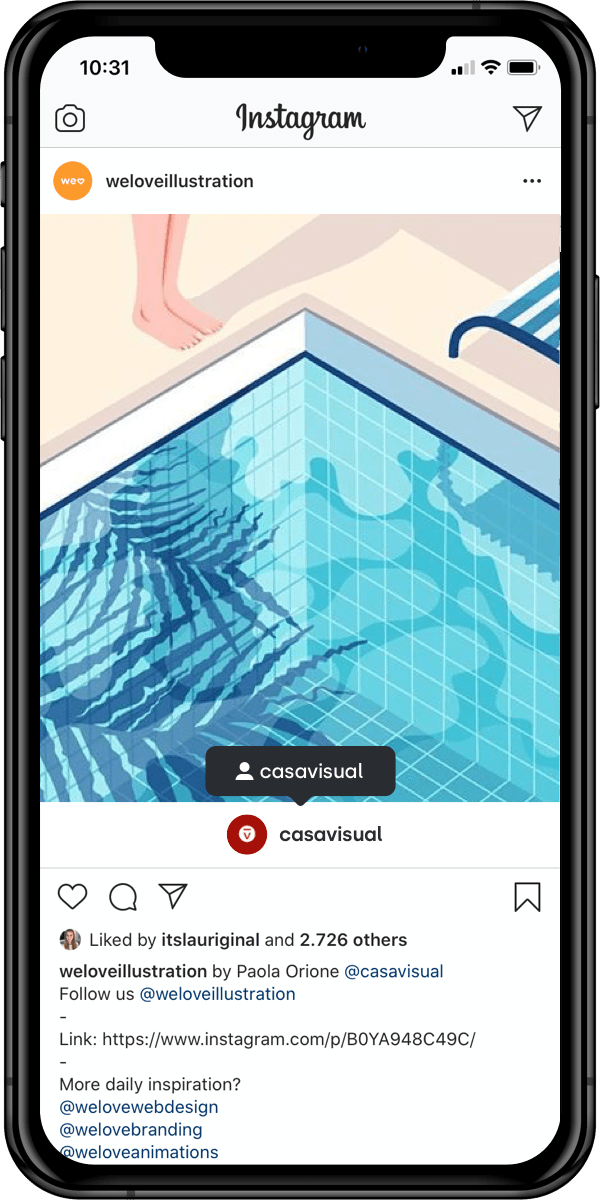 10:31
Instagram
we
weloveillustration
casavisual
casavisual
Liked by itslauriginal and 2.726 others
weloveillustration by Paola Orione @casavisual
Follow us @weloveillustration
-
Link: https://www.instagram.com/p/B0YA948C49C/
-
More daily inspiration?
@welovewebdesign
@welovebranding
@weloveanimations